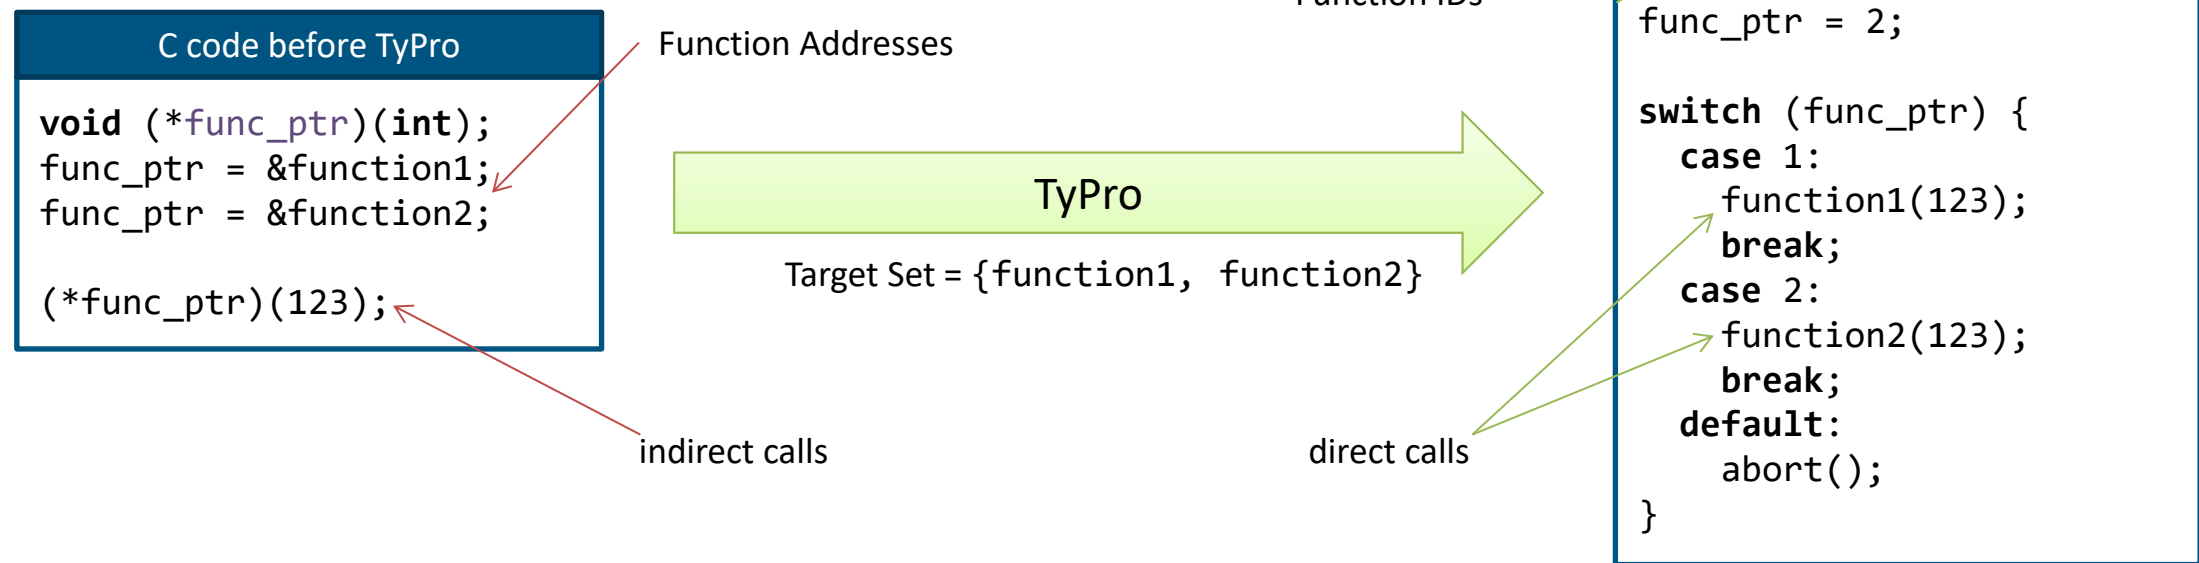 C code before TyPro
void (*func_ptr)(int);
func_ptr = &function1;
func_ptr = &function2;
(*func_ptr)(123);
Function Addresses
indirect calls
TyPro
Target Set = {function1, function2}
Function IDs
direct calls
func_ptr = 2;
switch (func_ptr) {
case 1:
function1(123);
break;
case 2:
function2(123);
break;
default:
abort();
}